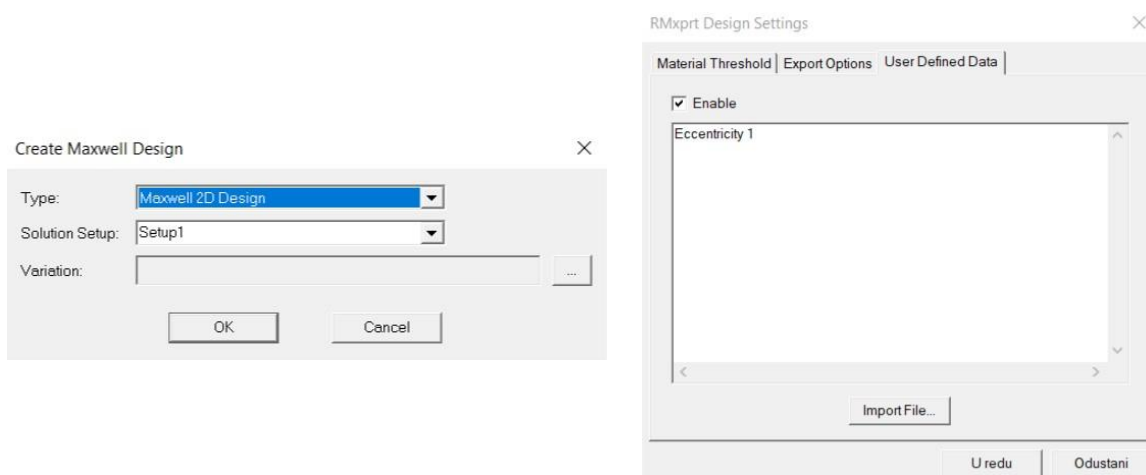 Create Maxwell Design
Type:
Maxwell 2D Design
Solution Setup:
Setup1
Variation:
...
OK
Cancel
RMxprt Design Settings
Material Threshold
Export Options
User Defined Data
Enable
Eccentricity 1
Import File...
U redu
Odustani